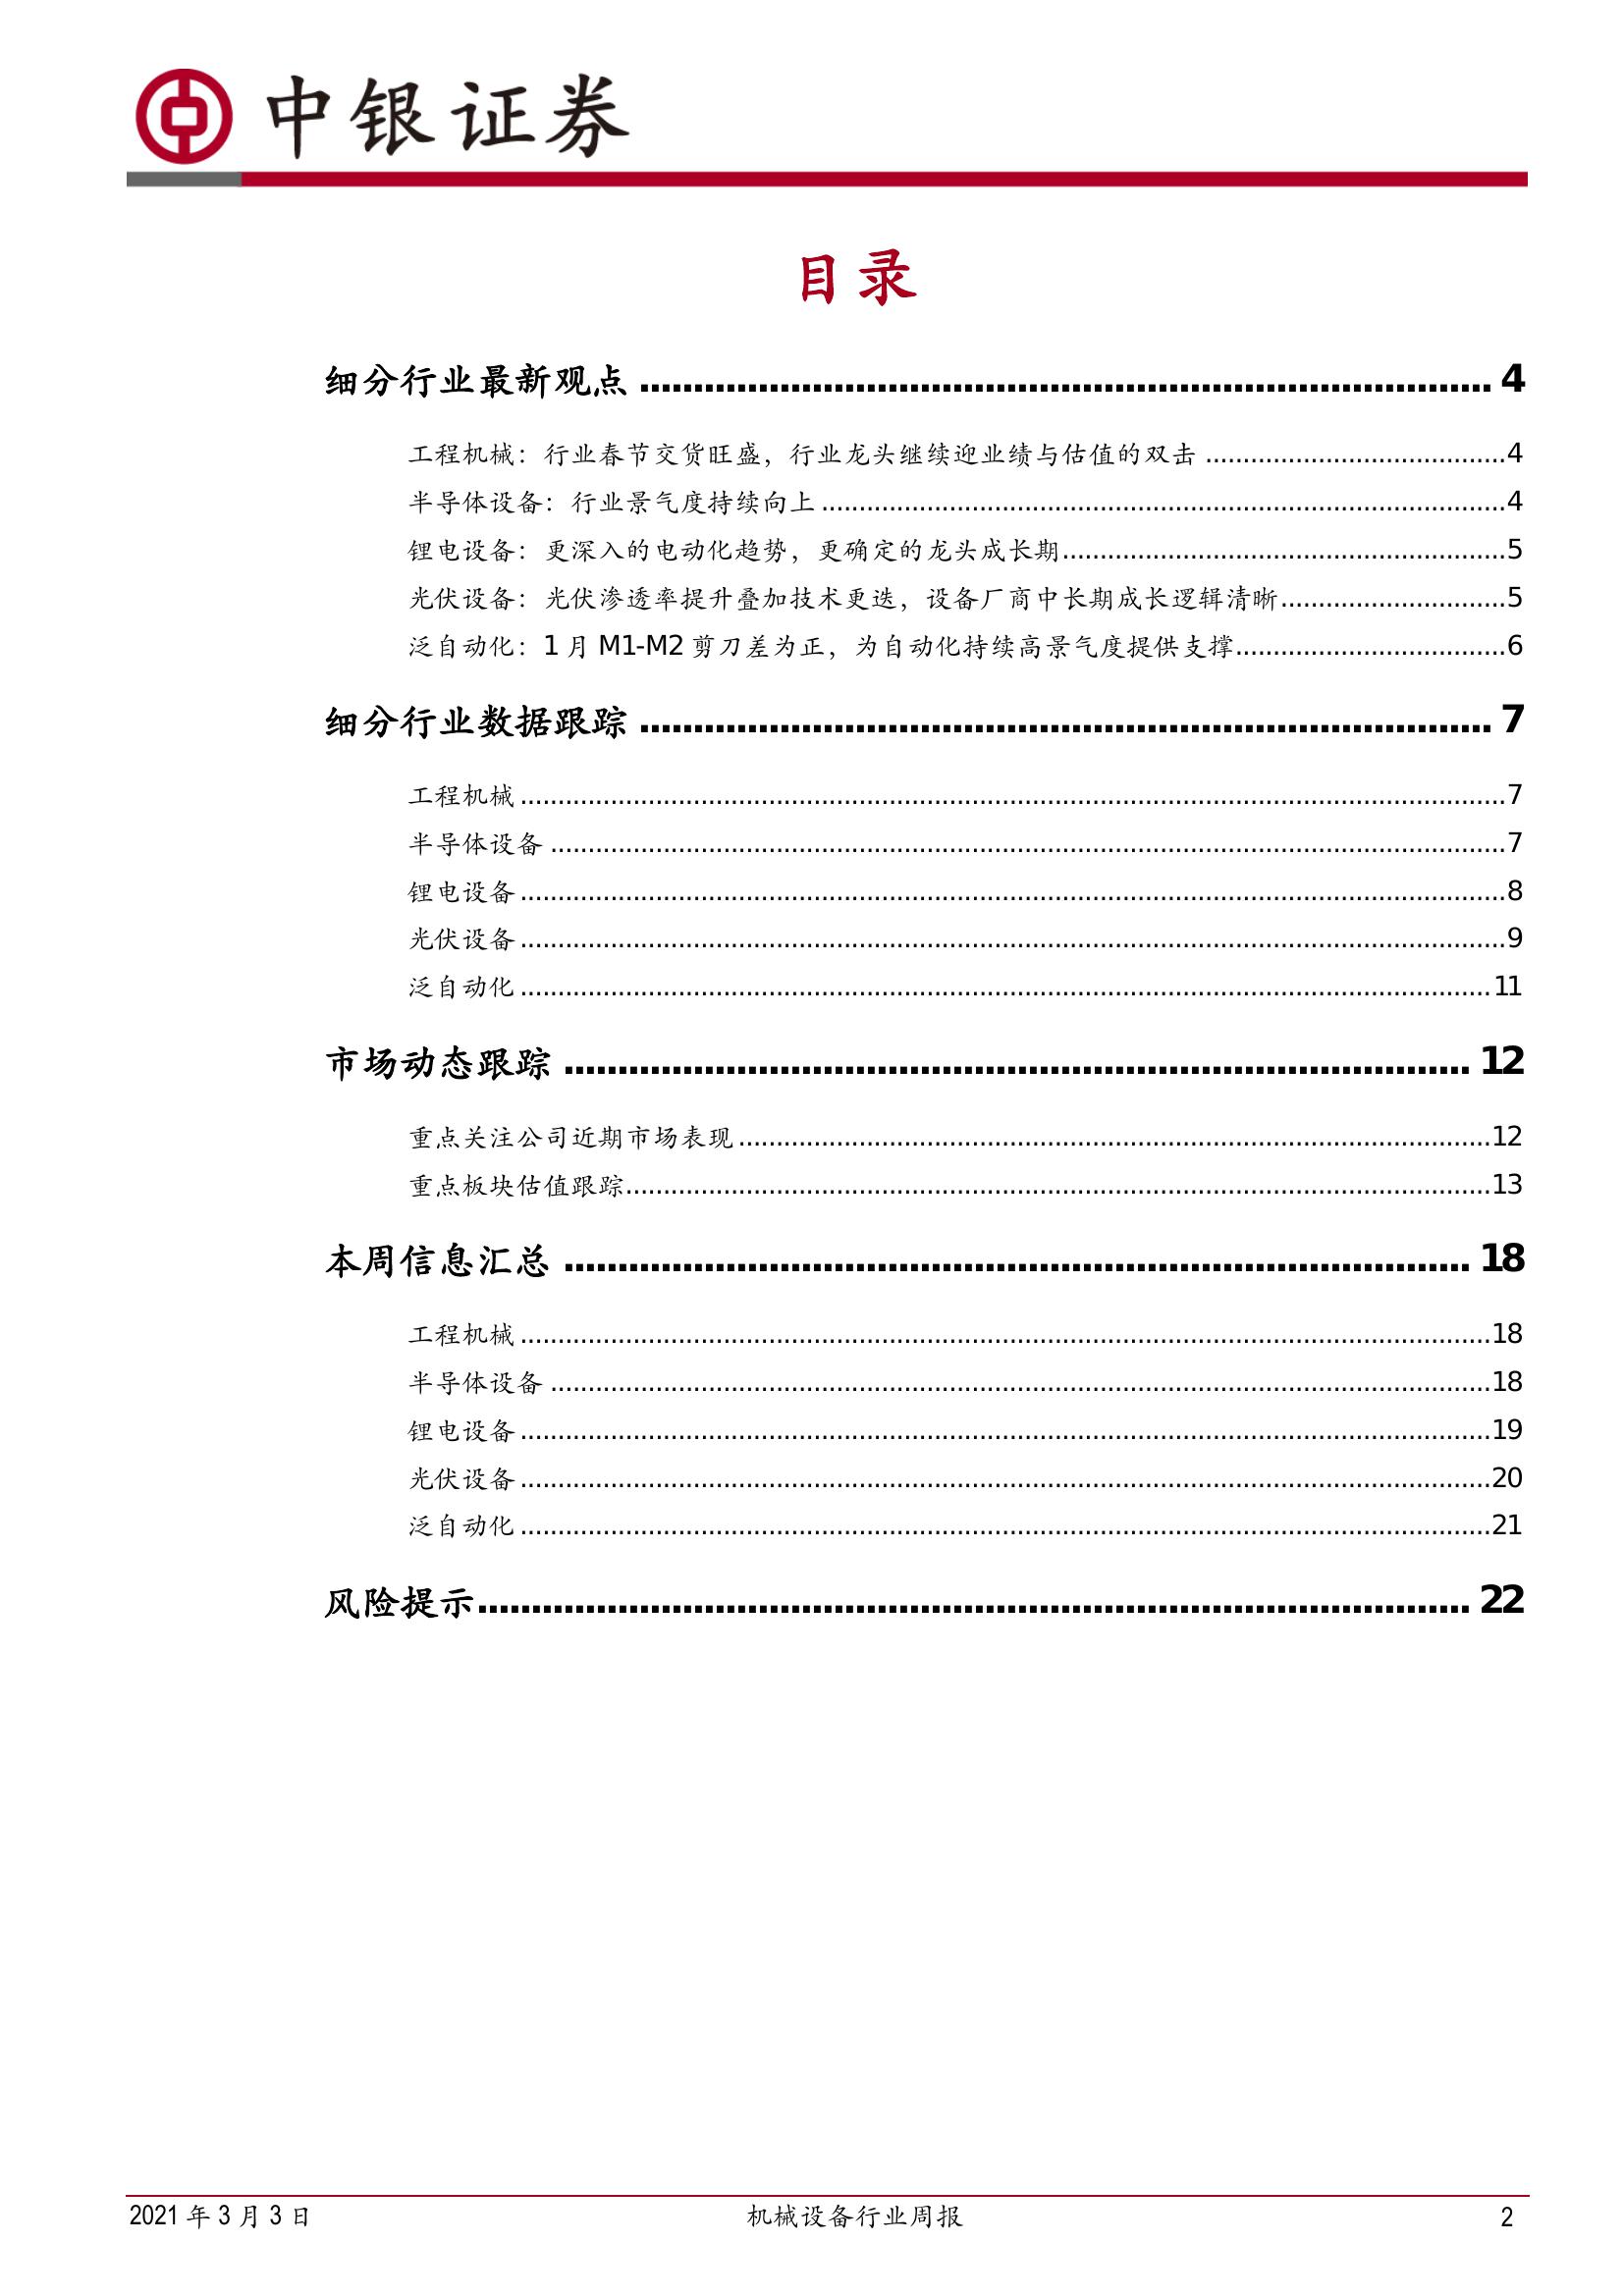 中银证券
目录
细分行业最新观点 ........................................ 4
工程机械：行业春节交货旺盛，行业龙头继续迎业绩与估值的双击 ........................................4
半导体设备：行业景气度持续向上 ........................................4
锂电设备：更深入的电动化趋势，更确定的龙头成长期........................................5
光伏设备：光伏渗透率提升叠加技术更迭，设备厂商中长期成长逻辑清晰........................................5
泛自动化：1 月 M1-M2 剪刀差为正，为自动化持续高景气度提供支撑........................................6
细分行业数据跟踪 ........................................ 7
工程机械 ........................................7
半导体设备 ........................................7
锂电设备 ........................................8
光伏设备 ........................................9
泛自动化 ........................................11
市场动态跟踪 ........................................ 12
重点关注公司近期市场表现 ........................................12
重点板块估值跟踪........................................13
本周信息汇总 ........................................ 18
工程机械 ........................................18
半导体设备 ........................................18
锂电设备 ........................................19
光伏设备 ........................................20
泛自动化 ........................................21
风险提示........................................ 22
2021 年 3 月 3 日 机械设备行业周报 2